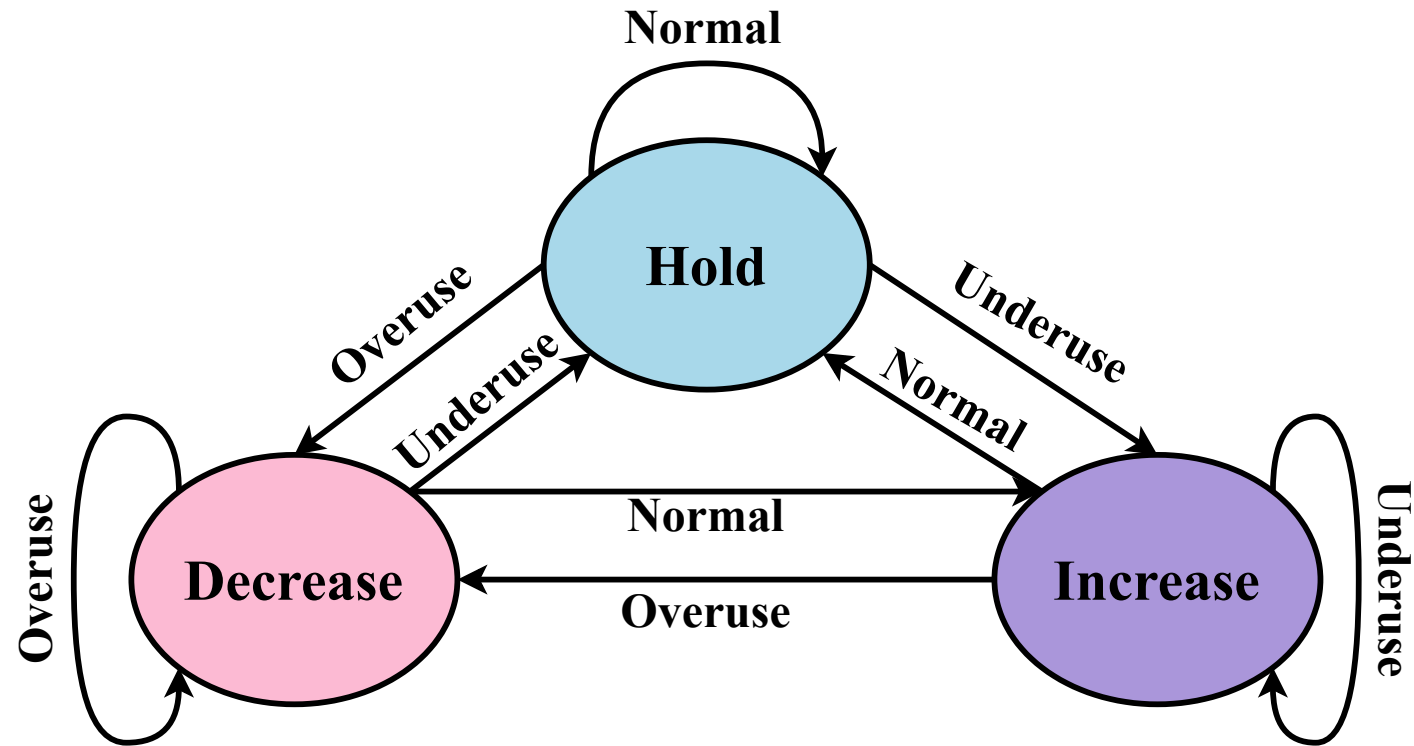 Normal
Hold
Overuse
Underuse
Underuse
Normal
Overuse
Decrease
Normal
Overuse
Increase
Underuse